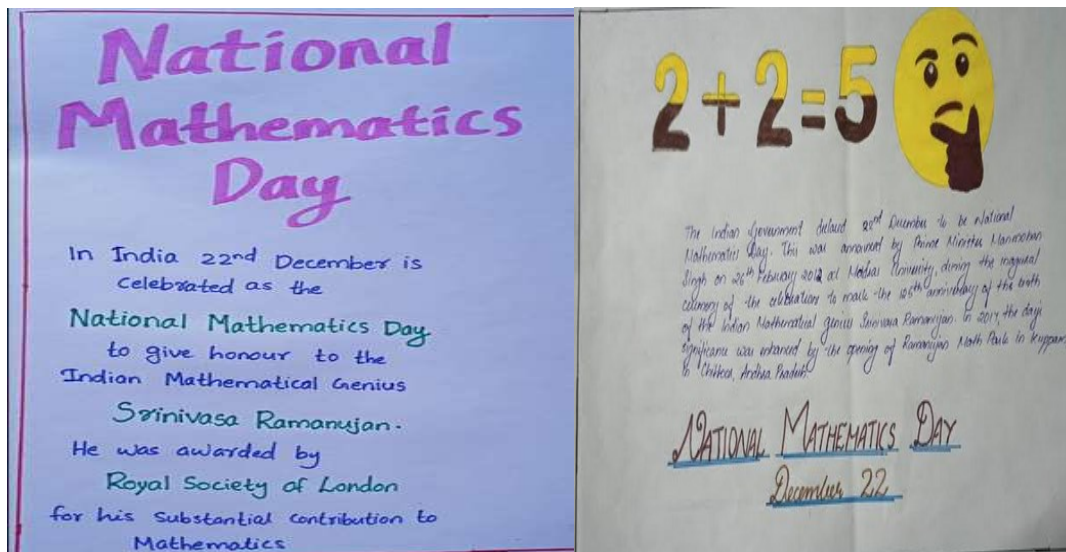 National
Mathematics
Day
In India 22nd December is
celebrated as the
National Mathematics Day
to give honour to the
Indian Mathematical Genius
Srinivasa Ramanujan.
He was awarded by
Royal Society of London
for his substantial contribution to
Mathematics
2+2=5
The Indian Government 22nd December to be National
Mathematics Day. This was announced by Prime Minister Manmohan
Singh on 26th February 2012 at Madras University, during the inaugural
ceremony of the celebration to mark the 125th anniversary of the birth
of the Indian Mathematical genius Srinivasa Ramanujan. In 2017, the day's
significance was enhanced by the opening of Ramanujan Math Park in Kuppam
in Chittoor, Andhra Pradesh.
NATIONAL MATHEMATICS DAY
December 22